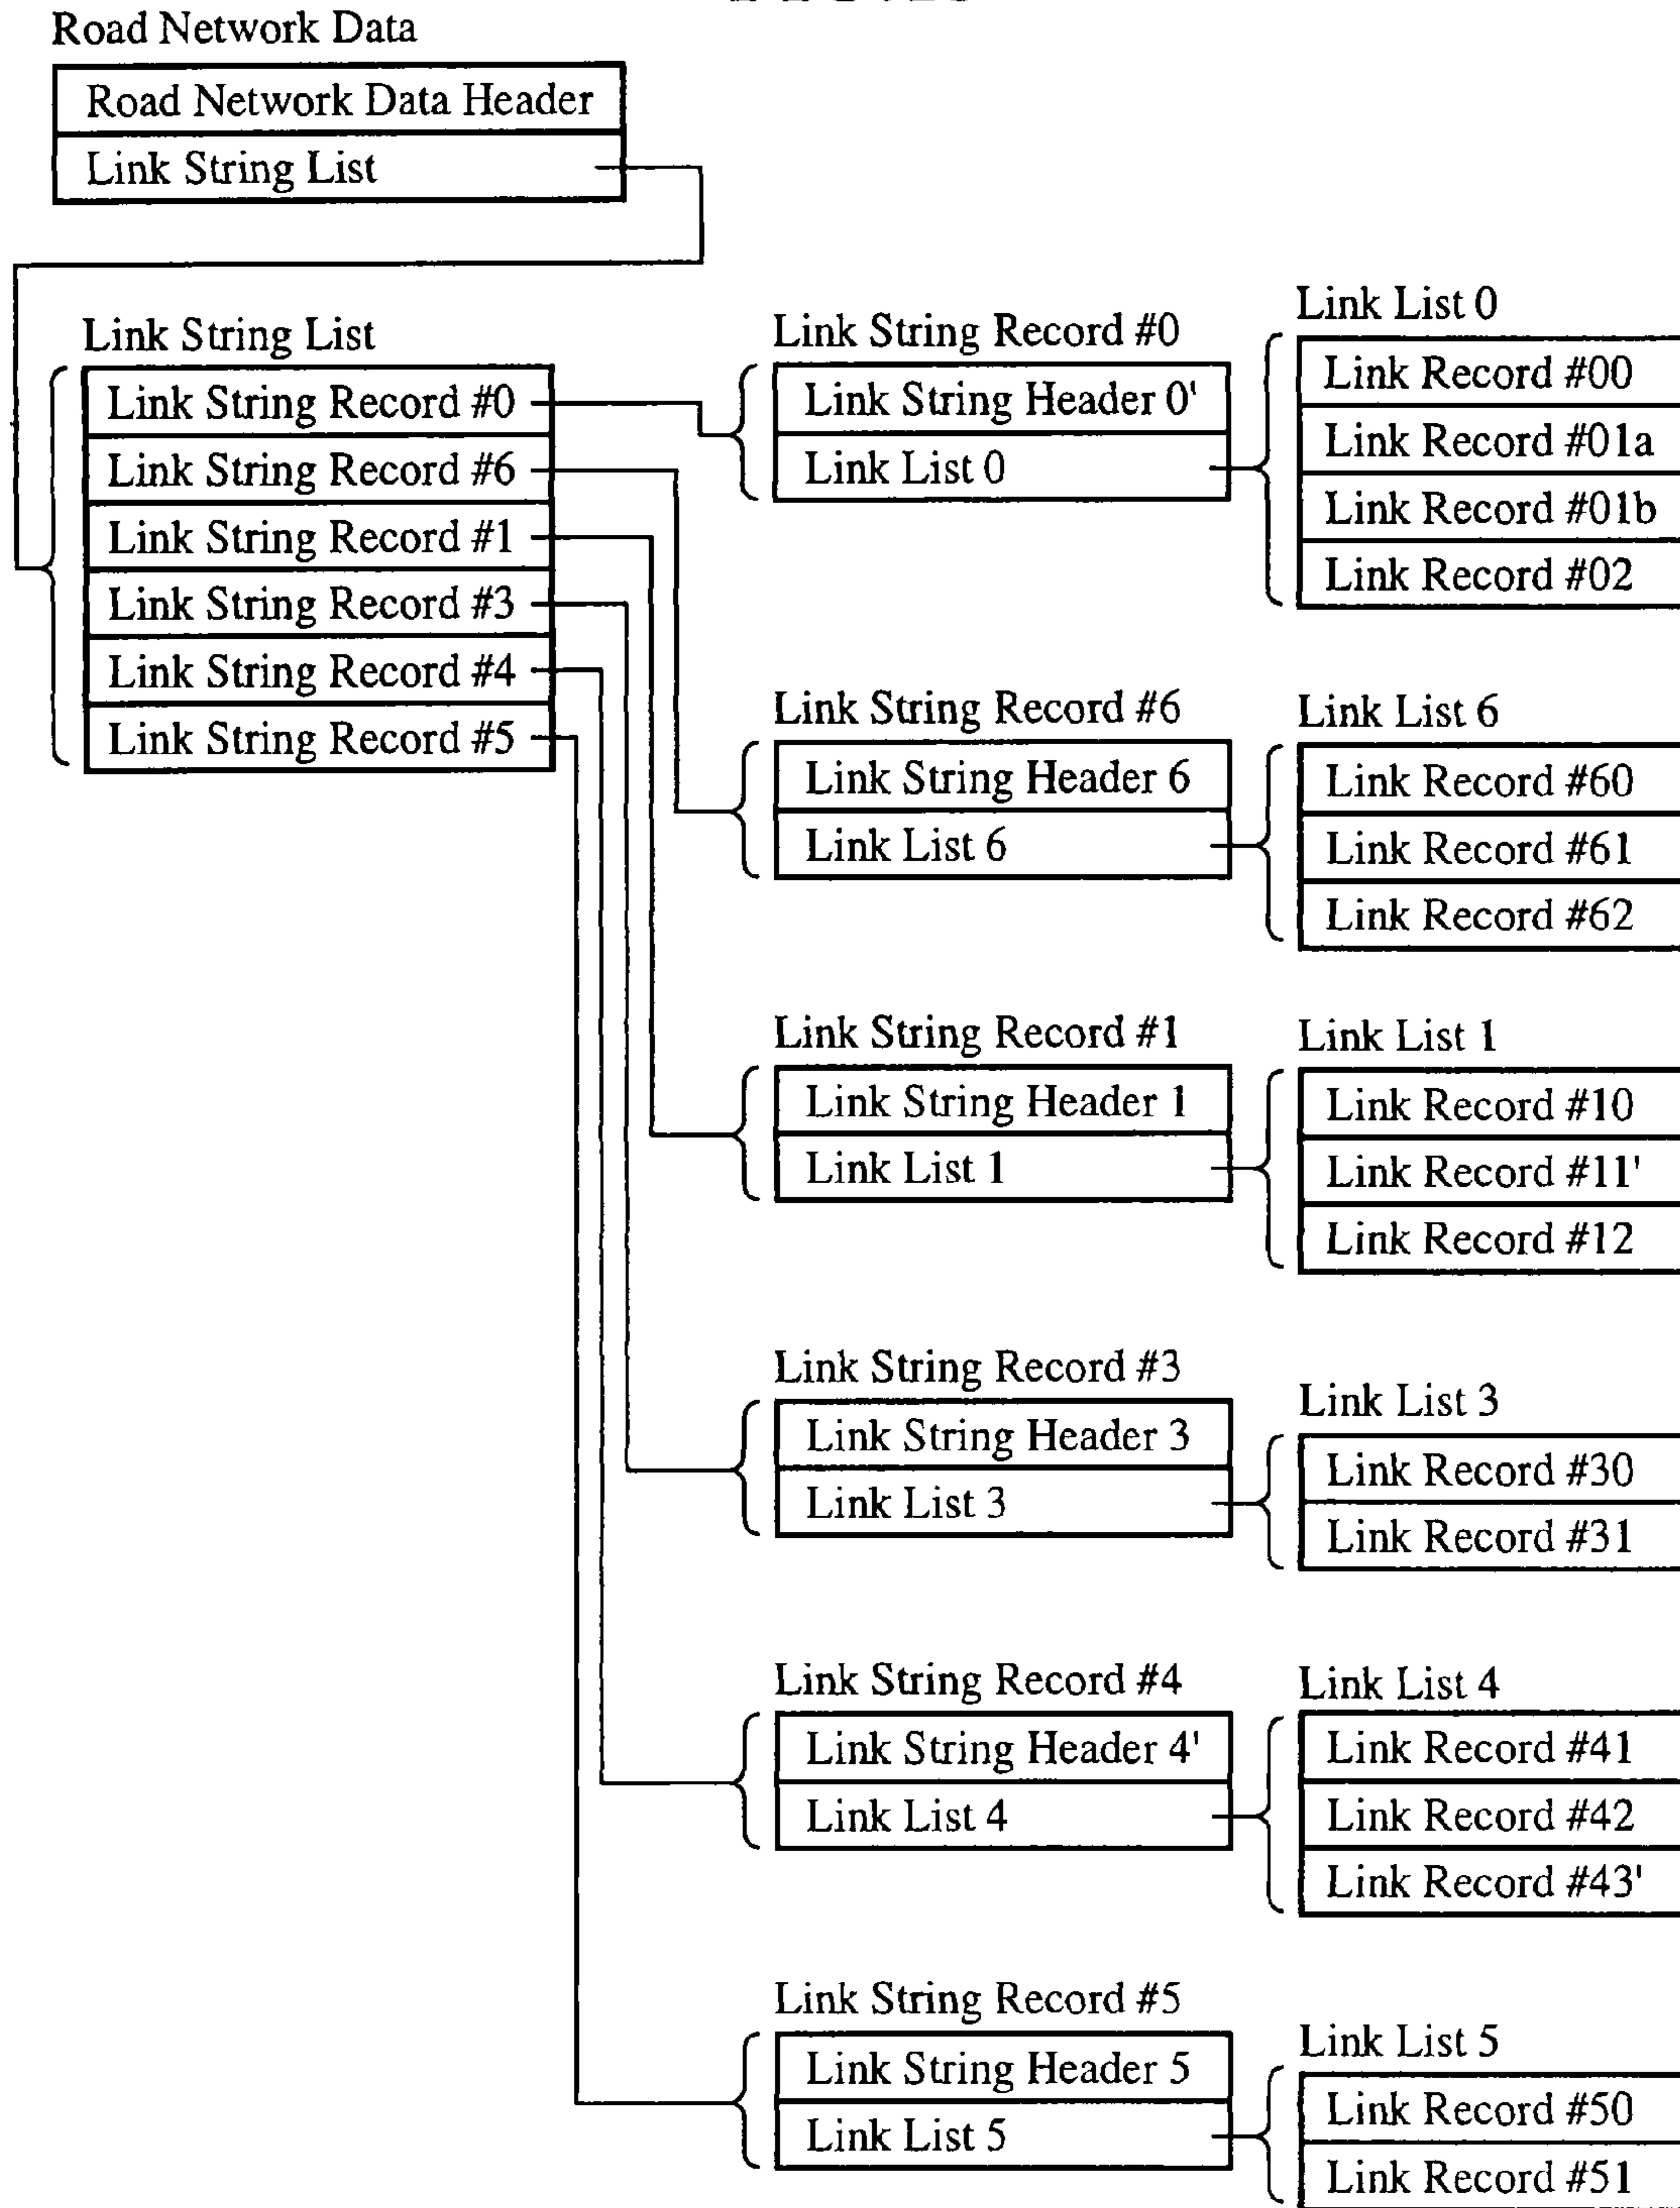 Road Network Data
Road Network Data Header
Link String List
Link String List
Link String Record #0
Link String Record #6
Link String Record #1
Link String Record #3
Link String Record #4
Link String Record #5
Link String Record #0
Link String Header 0'
Link List 0
Link List 0
Link Record #00
Link Record #01a
Link Record #01b
Link Record #02
Link String Record #6
Link String Header 6
Link List 6
Link List 6
Link Record #60
Link Record #61
Link Record #62
Link String Record #1
Link String Header 1
Link List 1
Link List 1
Link Record #10
Link Record #11'
Link Record #12
Link String Record #3
Link String Header 3
Link List 3
Link List 3
Link Record #30
Link Record #31
Link String Record #4
Link String Header 4'
Link List 4
Link List 4
Link Record #41
Link Record #42
Link Record #43'
Link String Record #5
Link String Header 5
Link List 5
Link List 5
Link Record #50
Link Record #51